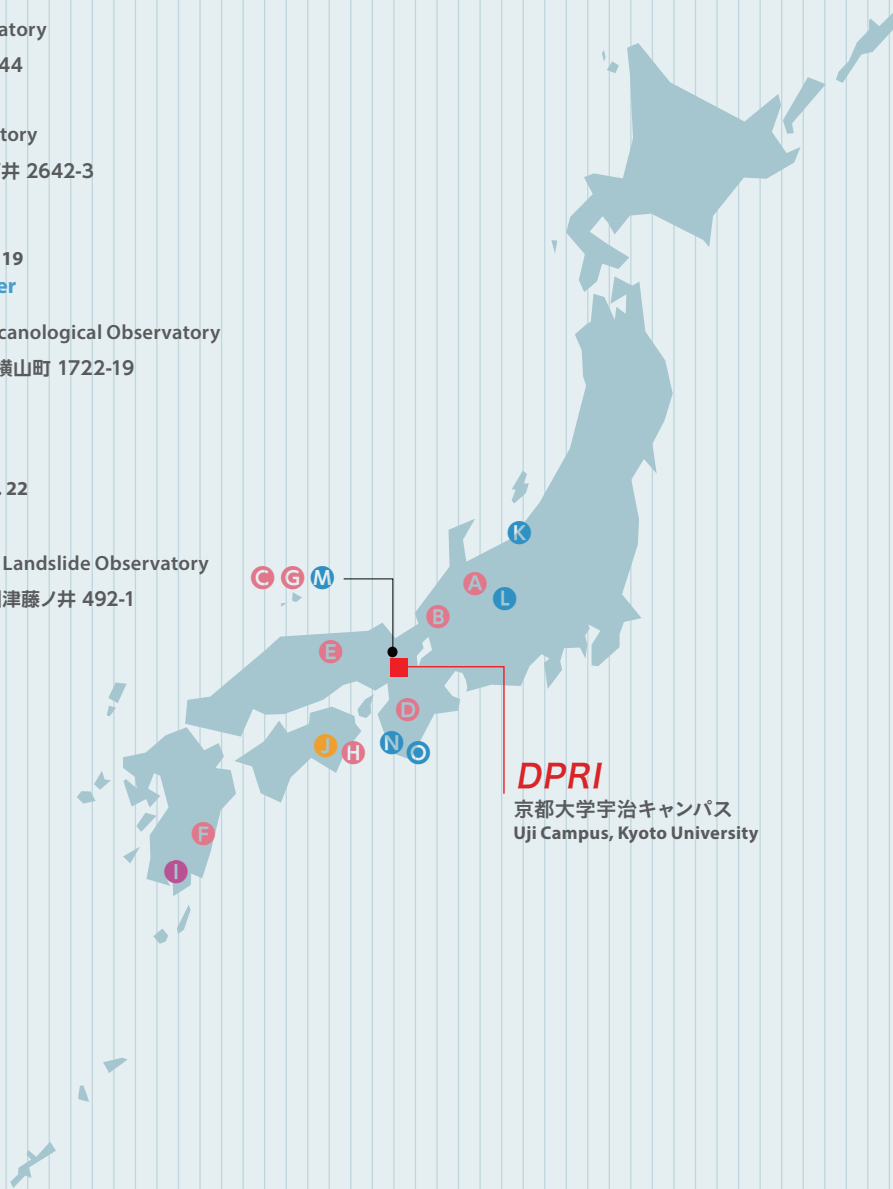 atory
44
tory
井 2642-3
19
er
canological Observatory
横山町 1722-19
. 22
Landslide Observatory
津藤ノ井 492-1
K
C G M
A
L
B
E
D
J H
N O
DPRI
京都大学宇治キャンパス
Uji Campus, Kyoto University
F
I